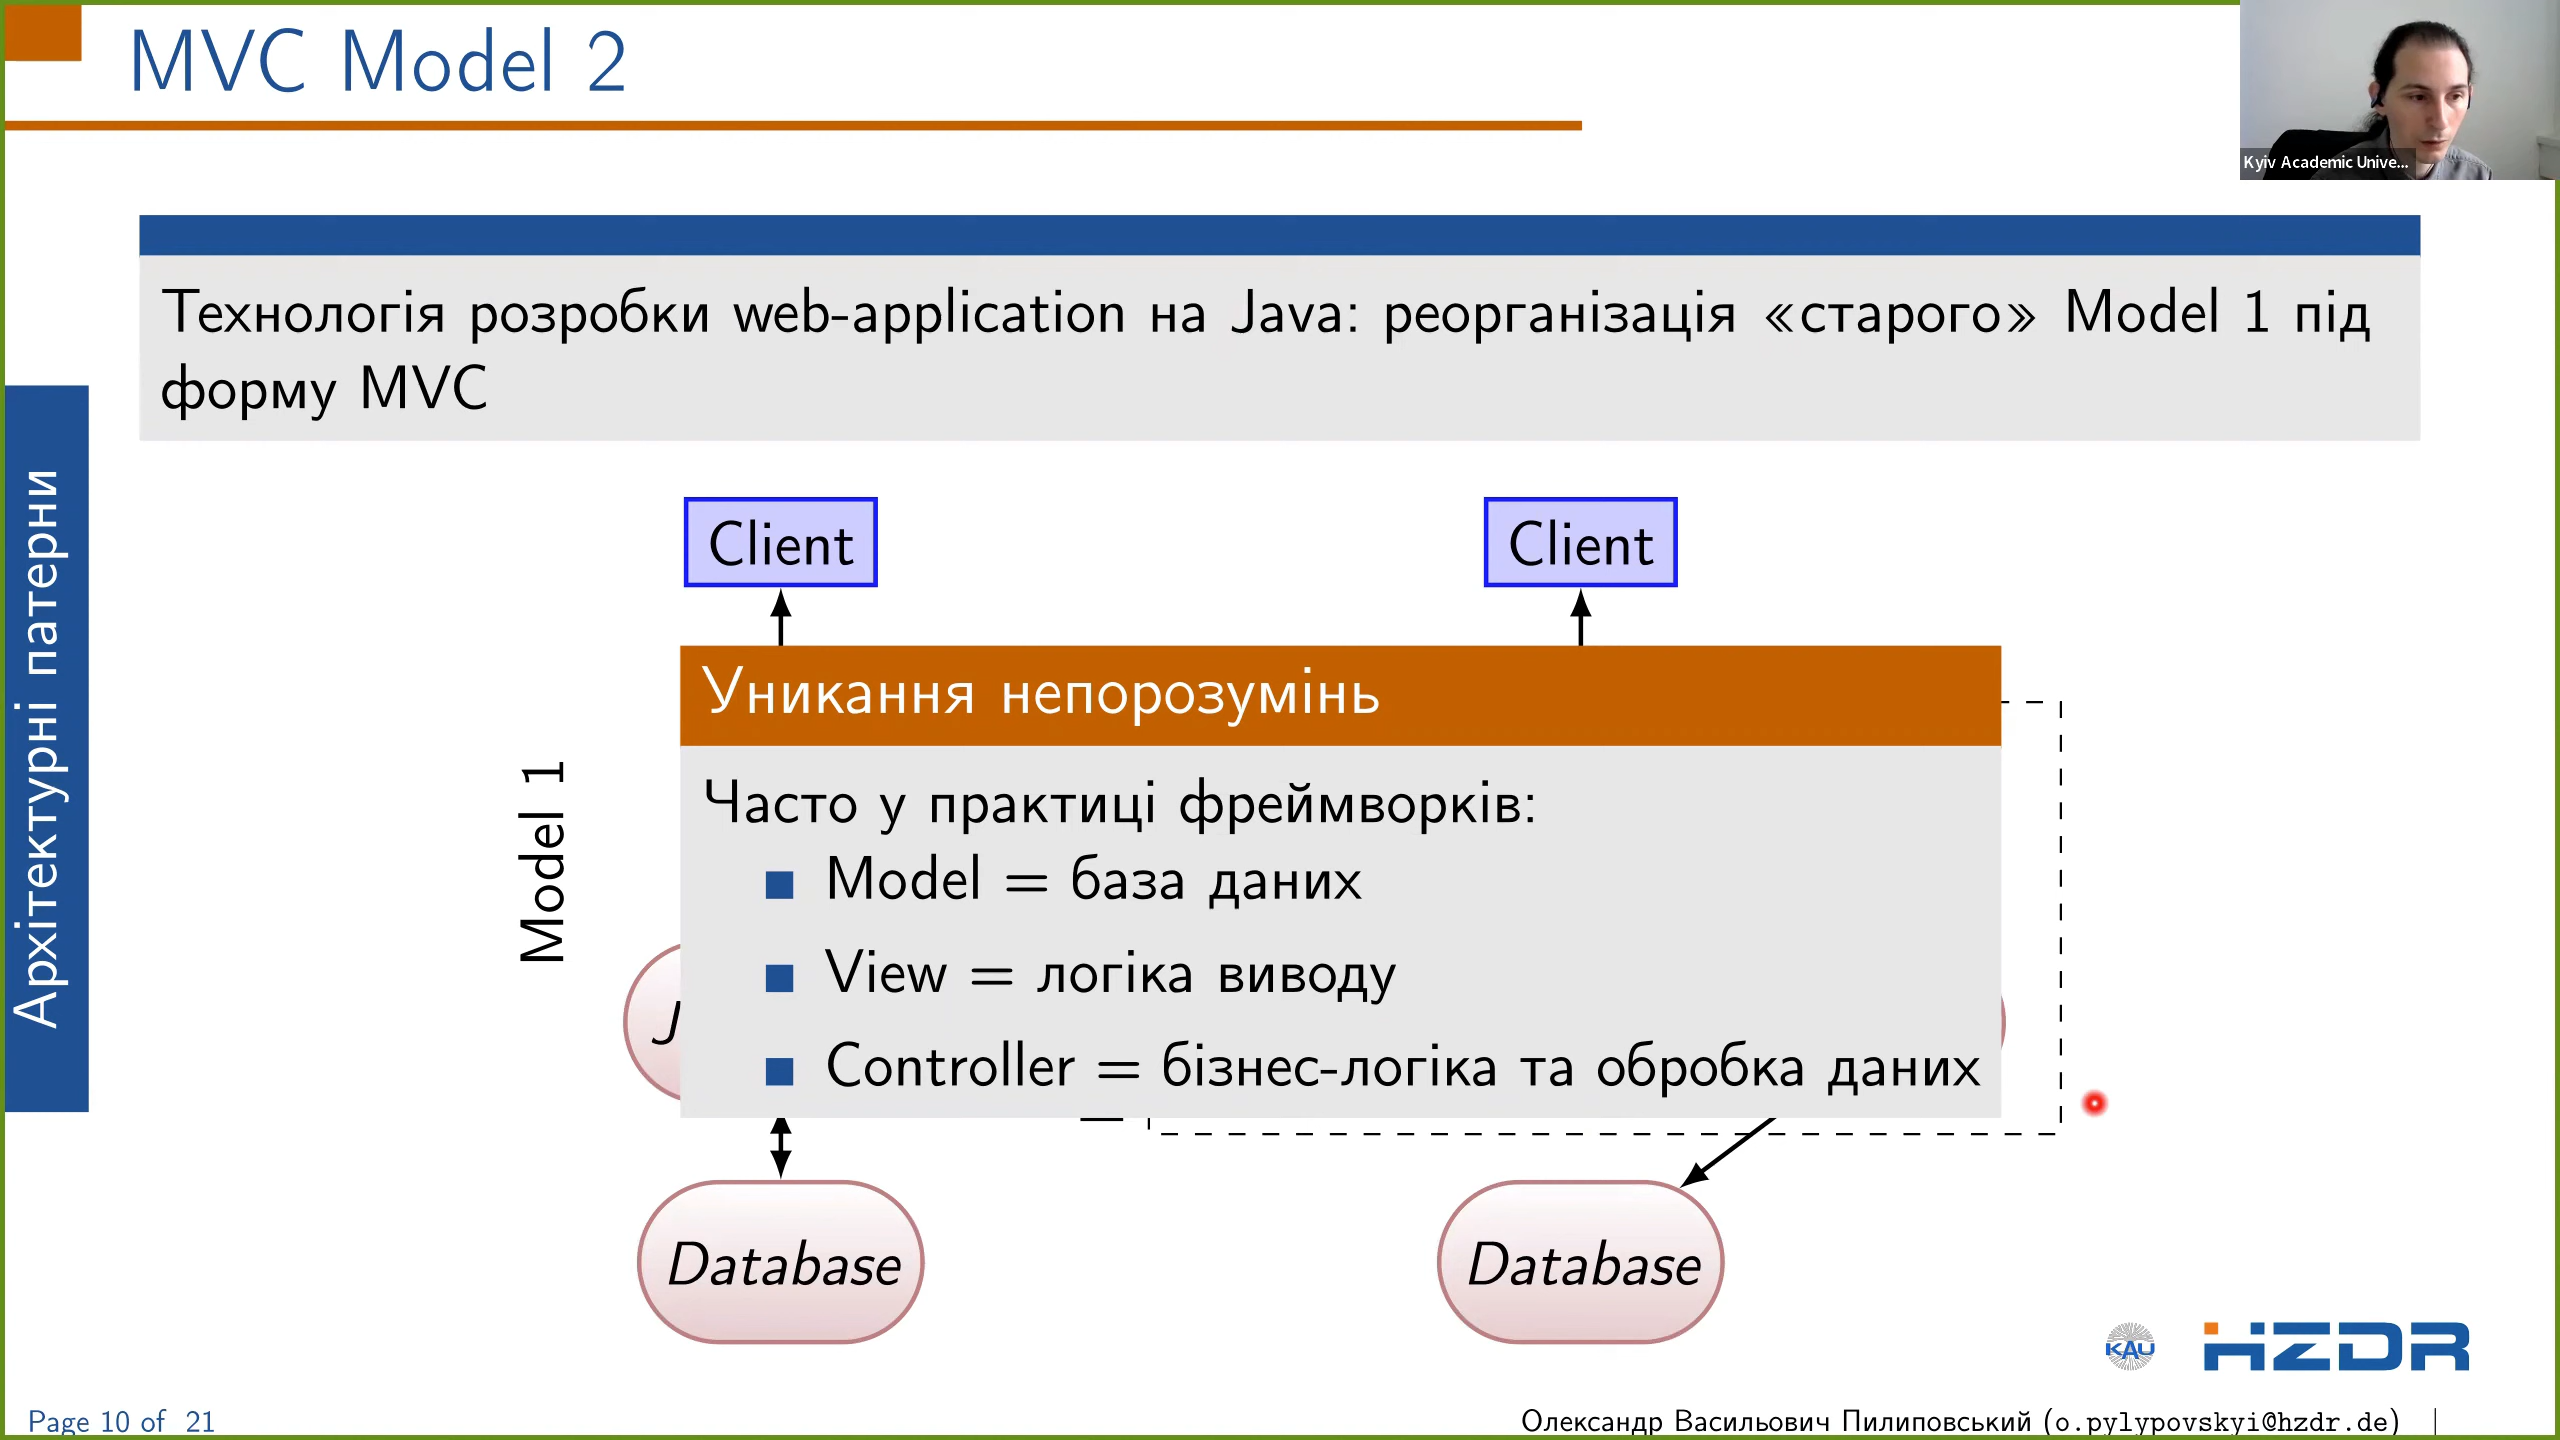 MVC Model 2
Kyiv Academic Unive...
Технологія розробки web-application на Java: реорганізація «старого» Model 1 під
форму MVC
Архітектурні патерни
Client
Client
Model 1
Уникання непорозумінь
Часто у практиці фреймворків:
Model = база даних
View = логіка виводу
Controller = бізнес-логіка та обробка даних
J
Database
Database
KAU
HZDR
Page 10 of 21
Олександр Васильович Пилиповський (o.pylypovskyi@hzdr.de) |